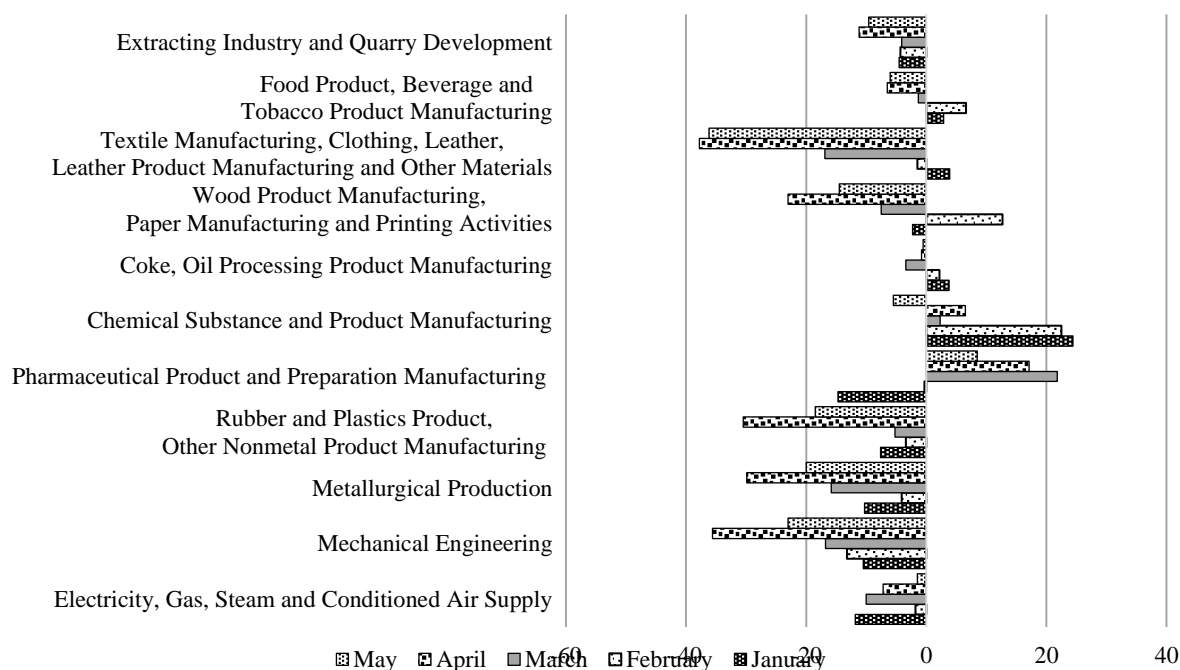 Extracting Industry and Quarry Development
Food Product, Beverage and
Tobacco Product Manufacturing
Textile Manufacturing, Clothing, Leather,
Leather Product Manufacturing and Other Materials
Wood Product Manufacturing,
Paper Manufacturing and Printing Activities
Coke, Oil Processing Product Manufacturing
Chemical Substance and Product Manufacturing
Pharmaceutical Product and Preparation Manufacturing
Rubber and Plastics Product,
Other Nonmetal Product Manufacturing
Metallurgical Production
Mechanical Engineering
Electricity, Gas, Steam and Conditioned Air Supply
-60 -40 -20 0 20 40
May April March February January